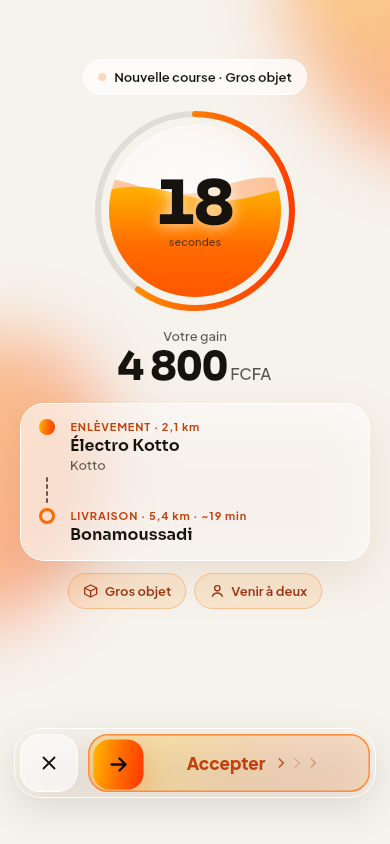 Nouvelle course · Gros objet
18
secondes
Votre gain
4 800 FCFA
ENLÈVEMENT · 2,1 km
Électro Kotto
Kotto
LIVRAISON · 5,4 km · ~19 min
Bonamoussadi
Gros objet
Venir à deux
Accepter